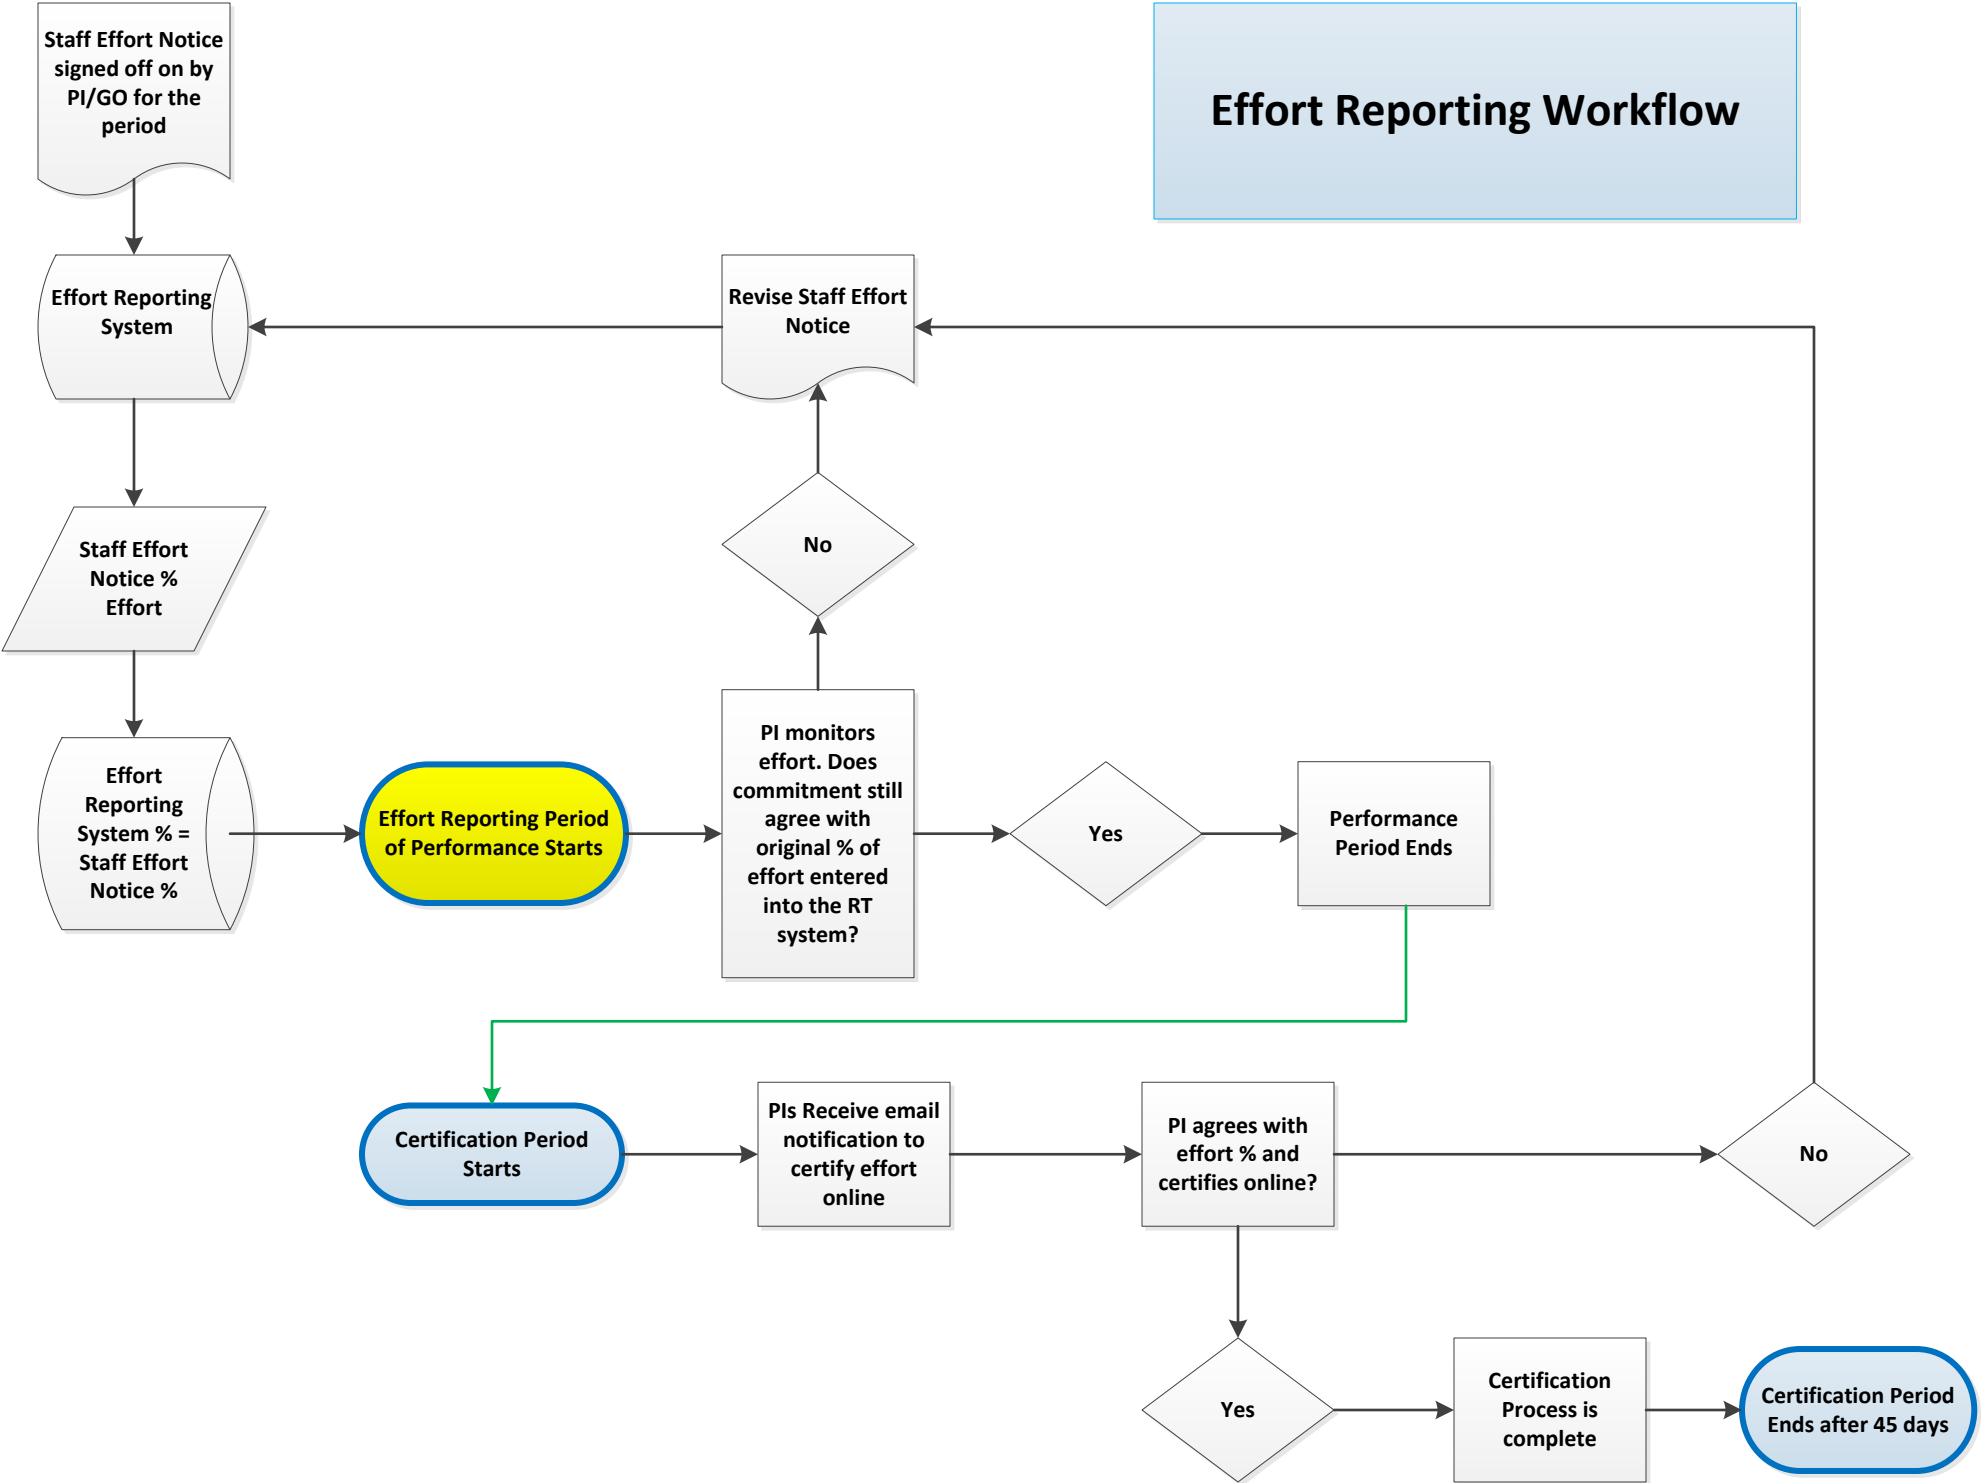 Staff Effort Notice
signed off on by
PI/GO for the
period
Effort Reporting Workflow
Effort Reporting
System
Revise Staff Effort
Notice
Staff Effort
Notice %
Effort
No
Effort
Reporting
System % =
Staff Effort
Notice %
Effort Reporting Period
of Performance Starts
PI monitors
effort. Does
commitment still
agree with
original % of
effort entered
into the RT
system?
Yes
Performance
Period Ends
Certification Period
Starts
PIs Receive email
notification to
certify effort
online
PI agrees with
effort % and
certifies online?
No
Yes
Certification
Process is
complete
Certification Period
Ends after 45 days